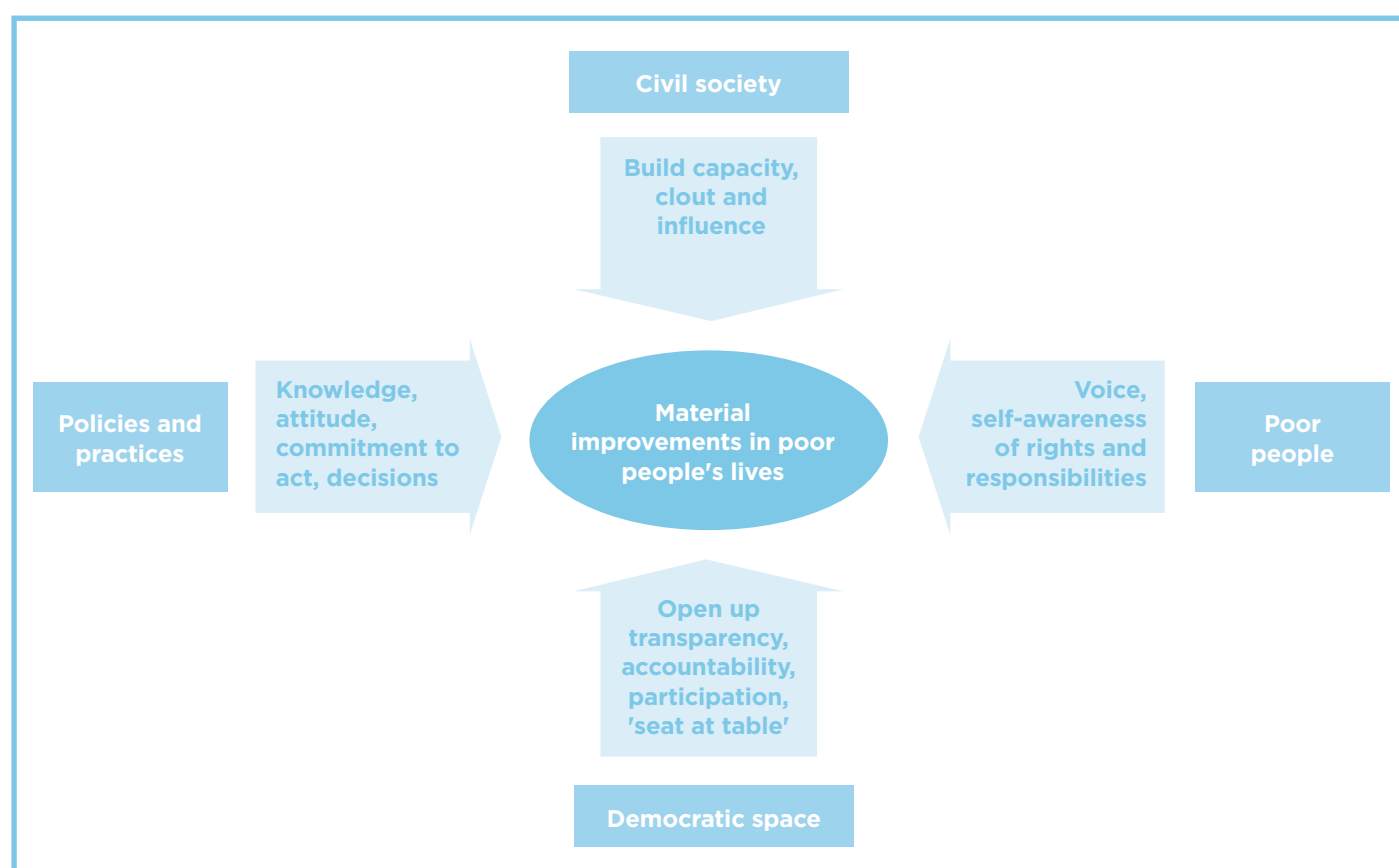 Civil society
Build capacity,
clout and
influence
Policies and
practices
Knowledge,
attitude,
commitment to
act, decisions
Material
improvements in poor
people's lives
Voice,
self-awareness
of rights and
responsibilities
Poor
people
Open up
transparency,
accountability,
participation,
'seat at table'
Democratic space